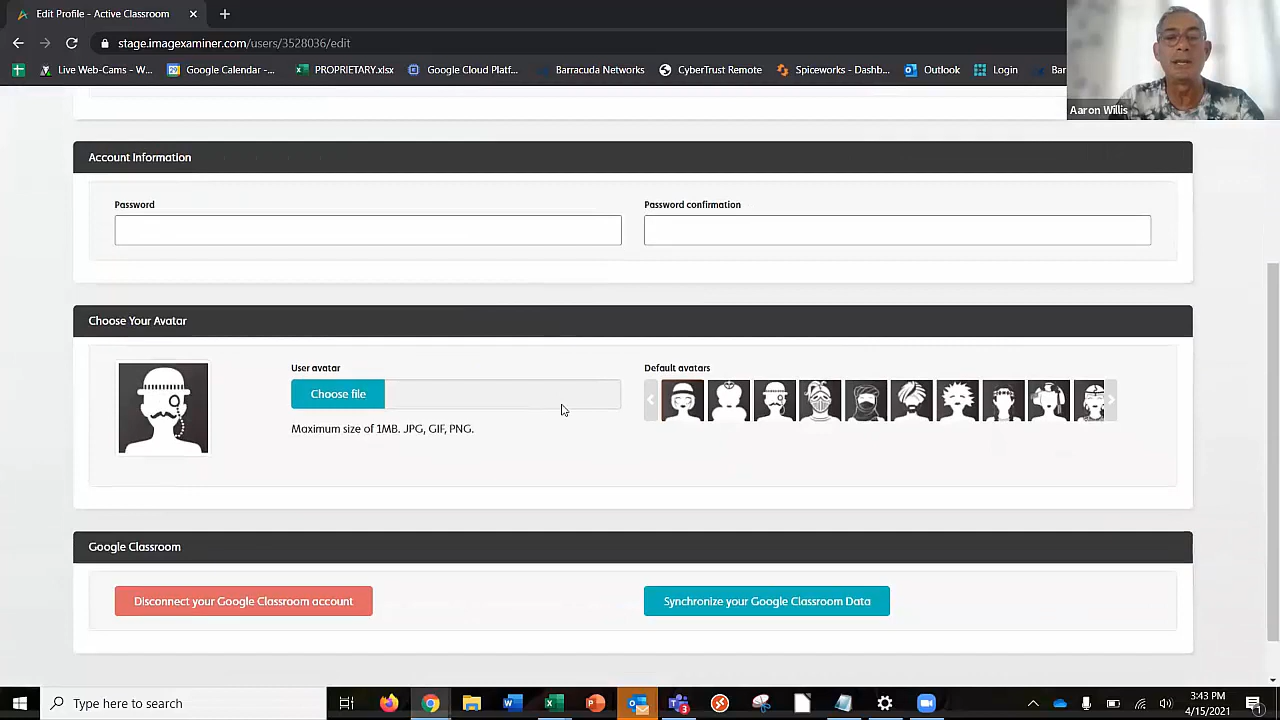 Edit Profile - Active Classroom
stage.imagexaminer.com/users/3528036/edit
Live Web-Cams - W...
Google Calendar -...
PROPRIETARY.xlsx
Google Cloud Platf...
Barracuda Networks
CyberTrust Remote
Spiceworks - Dashb...
Outlook
Login
Bar
Aaron Willis
Account Information
Password
Password confirmation
Choose Your Avatar
User avatar
Default avatars
Choose file
Maximum size of 1MB. JPG, GIF, PNG.
Google Classroom
Disconnect your Google Classroom account
Synchronize your Google Classroom Data
Type here to search
3:43 PM
4/15/2021